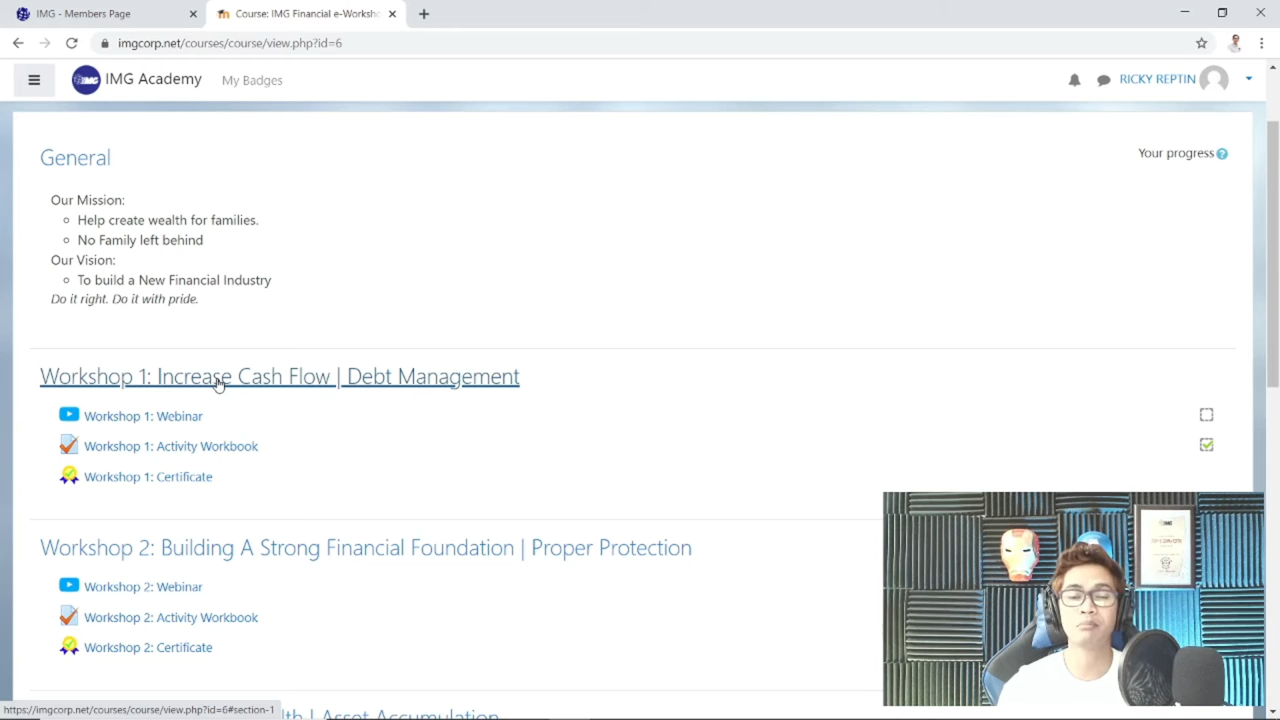 IMG - Members Page
Course: IMG Financial e-Worksho
imgcorp.net/courses/course/view.php?id=6
IMG Academy
My Badges
RICKY REPTIN
General
Your progress
Our Mission:
Help create wealth for families.
No Family left behind
Our Vision:
To build a New Financial Industry
Do it right. Do it with pride.
Workshop 1: Increase Cash Flow | Debt Management
Workshop 1: Webinar
Workshop 1: Activity Workbook
Workshop 1: Certificate
Workshop 2: Building A Strong Financial Foundation | Proper Protection
Workshop 2: Webinar
Workshop 2: Activity Workbook
Workshop 2: Certificate
| Asset Accumulation
https://imgcorp.net/courses/course/view.php?id=6#section-1